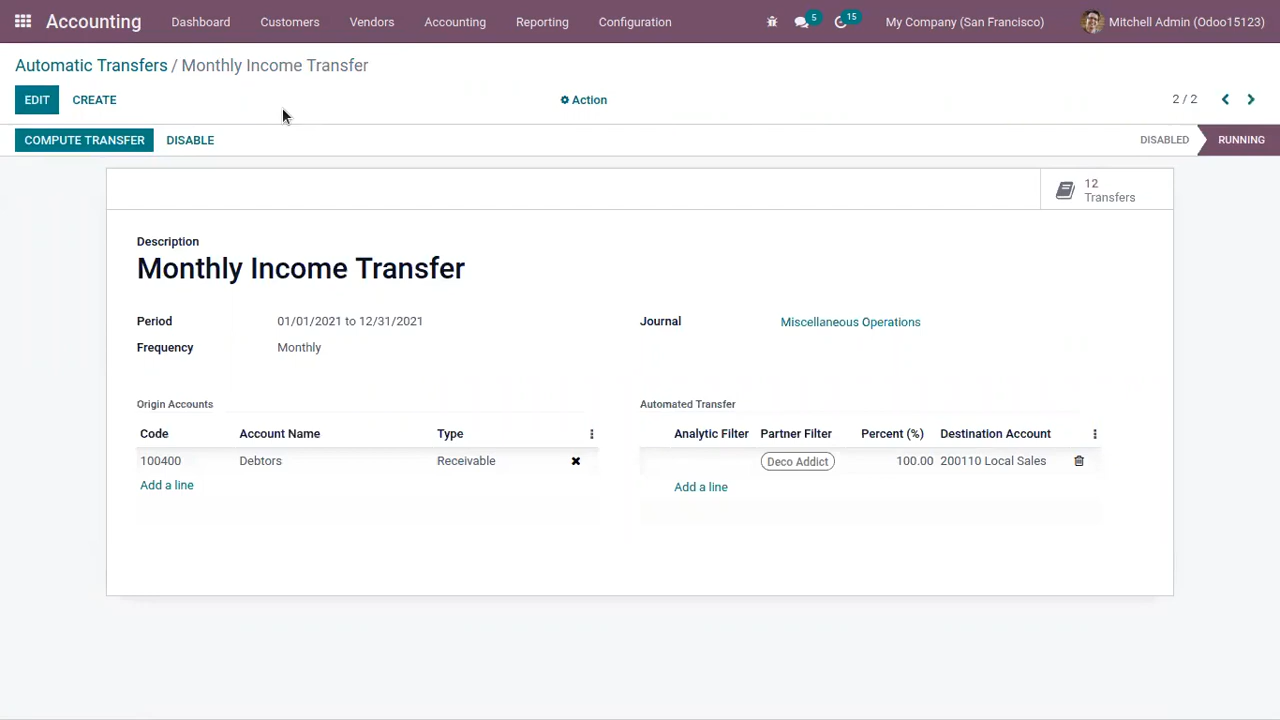 Accounting Dashboard Customers Vendors Accounting Reporting Configuration 5 15 My Company (San Francisco) Mitchell Admin (Odoo15123)
Automatic Transfers / Monthly Income Transfer
EDIT CREATE Action 2 / 2
COMPUTE TRANSFER DISABLE DISABLED RUNNING
12
Transfers
Description
Monthly Income Transfer
Period 01/01/2021 to 12/31/2021 Journal Miscellaneous Operations
Frequency Monthly
Origin Accounts Automated Transfer
Code Account Name Type Analytic Filter Partner Filter Percent (%) Destination Account
100400 Debtors Receivable Deco Addict 100.00 200110 Local Sales
Add a line Add a line